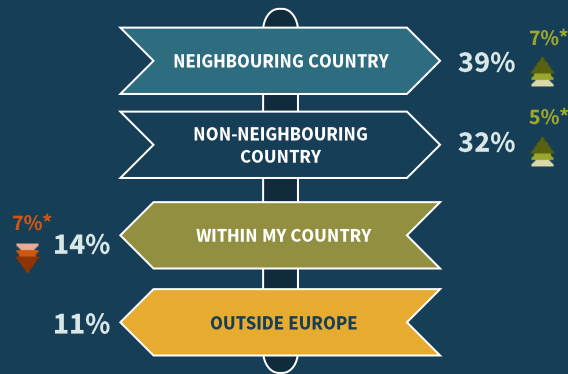 7%*
NEIGHBOURING COUNTRY
39%
5%*
NON-NEIGHBOURING
COUNTRY
32%
7%*
14%
WITHIN MY COUNTRY
11%
OUTSIDE EUROPE